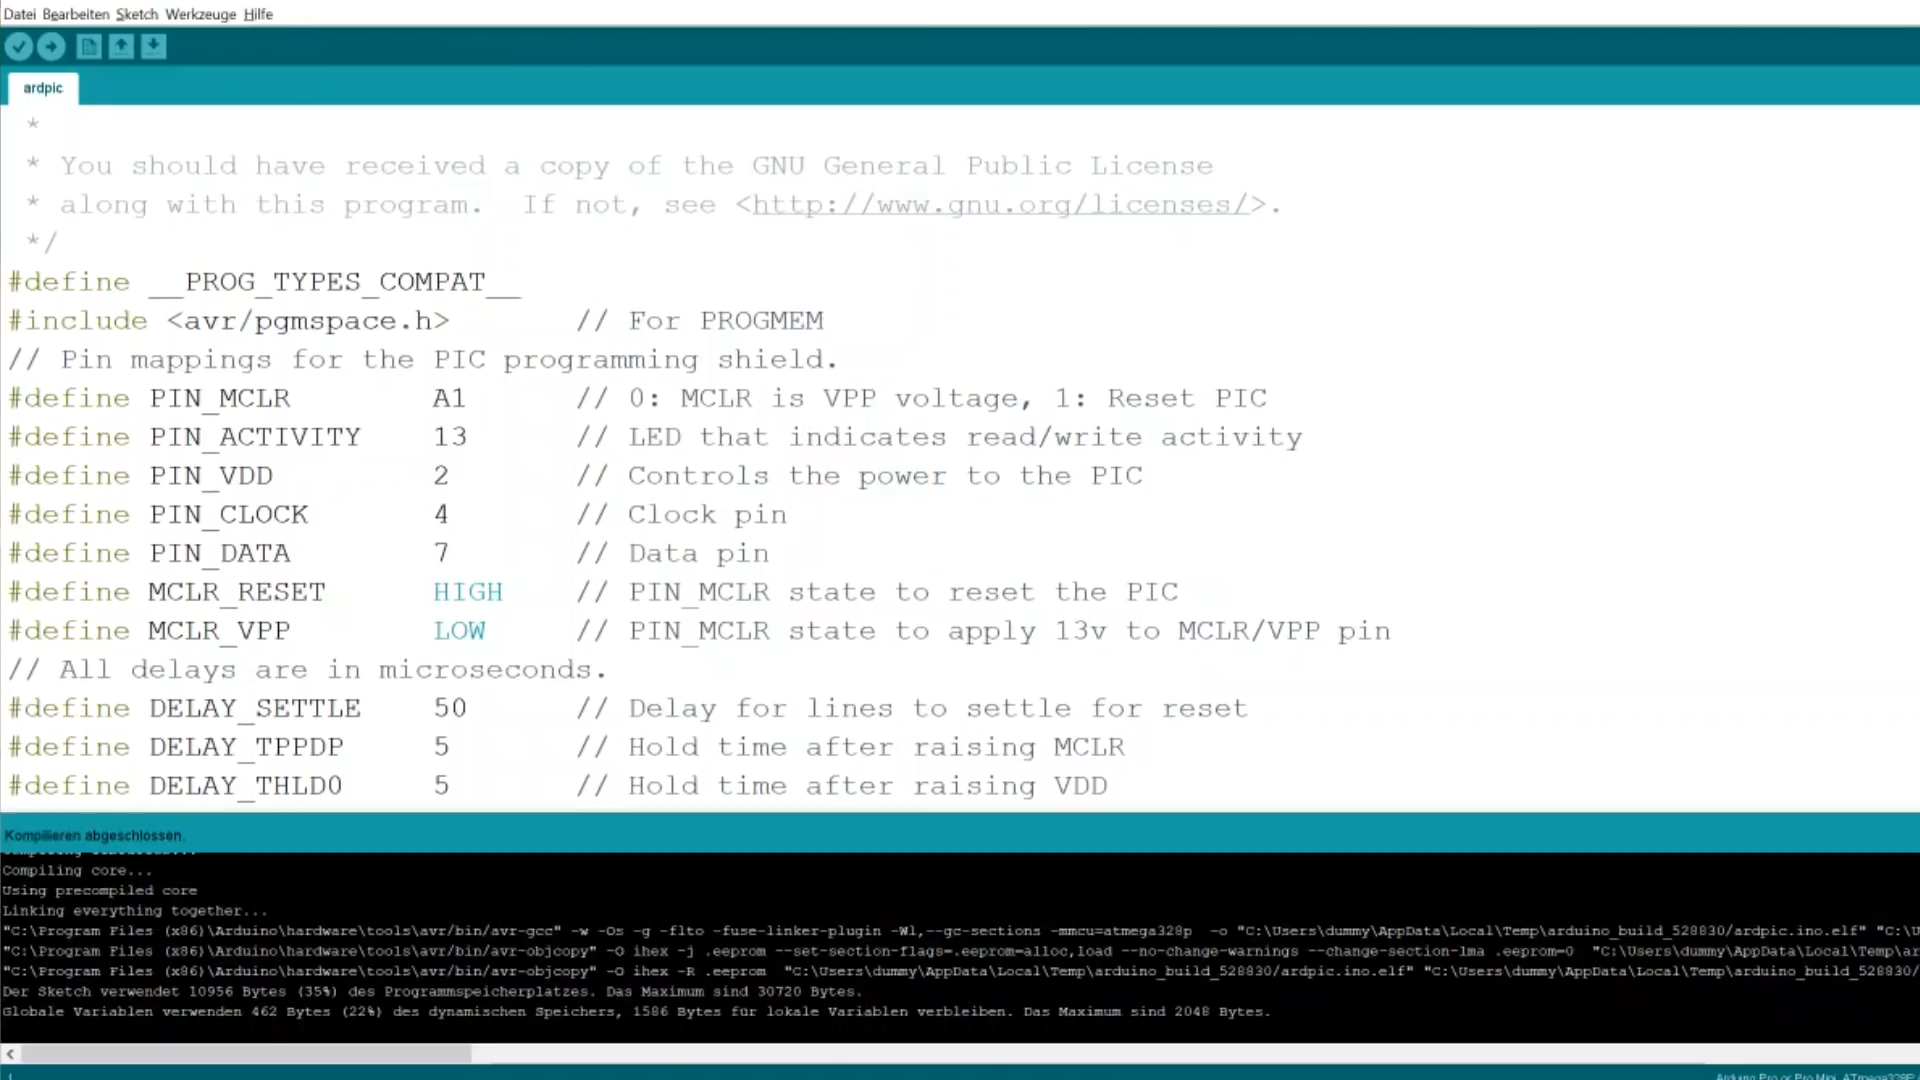 Datei Bearbeiten Sketch Werkzeuge Hilfe
ardpic
*
* You should have received a copy of the GNU General Public License
* along with this program.  If not, see <http://www.gnu.org/licenses/>.
*/
#define __PROG_TYPES_COMPAT__
#include <avr/pgmspace.h> // For PROGMEM
// Pin mappings for the PIC programming shield.
#define PIN_MCLR A1 // 0: MCLR is VPP voltage, 1: Reset PIC
#define PIN_ACTIVITY 13 // LED that indicates read/write activity
#define PIN_VDD 2 // Controls the power to the PIC
#define PIN_CLOCK 4 // Clock pin
#define PIN_DATA 7 // Data pin
#define MCLR_RESET HIGH // PIN_MCLR state to reset the PIC
#define MCLR_VPP LOW // PIN_MCLR state to apply 13v to MCLR/VPP pin
// All delays are in microseconds.
#define DELAY_SETTLE 50 // Delay for lines to settle for reset
#define DELAY_TPPDP 5 // Hold time after raising MCLR
#define DELAY_THLD0 5 // Hold time after raising VDD
Kompilieren abgeschlossen.
Compiling core...
Using precompiled core
Linking everything together...
"C:\Program Files (x86)\Arduino\hardware\tools\avr/bin/avr-gcc" -w -Os -g -flto -fuse-linker-plugin -Wl,--gc-sections -mmcu=atmega328p -o "C:\Users\dummy\AppData\Local\Temp\arduino_build_528830/ardpic.ino.elf" "C:\U
"C:\Program Files (x86)\Arduino\hardware\tools\avr/bin/avr-objcopy" -O ihex -j .eeprom --set-section-flags=.eeprom=alloc,load --no-change-warnings --change-section-lma .eeprom=0 "C:\Users\dummy\AppData\Local\Temp\ar
"C:\Program Files (x86)\Arduino\hardware\tools\avr/bin/avr-objcopy" -O ihex -R .eeprom "C:\Users\dummy\AppData\Local\Temp\arduino_build_528830/ardpic.ino.elf" "C:\Users\dummy\AppData\Local\Temp\arduino_build_528830/
Der Sketch verwendet 10956 Bytes (35%) des Programmspeicherplatzes. Das Maximum sind 30720 Bytes.
Globale Variablen verwenden 462 Bytes (22%) des dynamischen Speichers, 1586 Bytes für lokale Variablen verbleiben. Das Maximum sind 2048 Bytes.